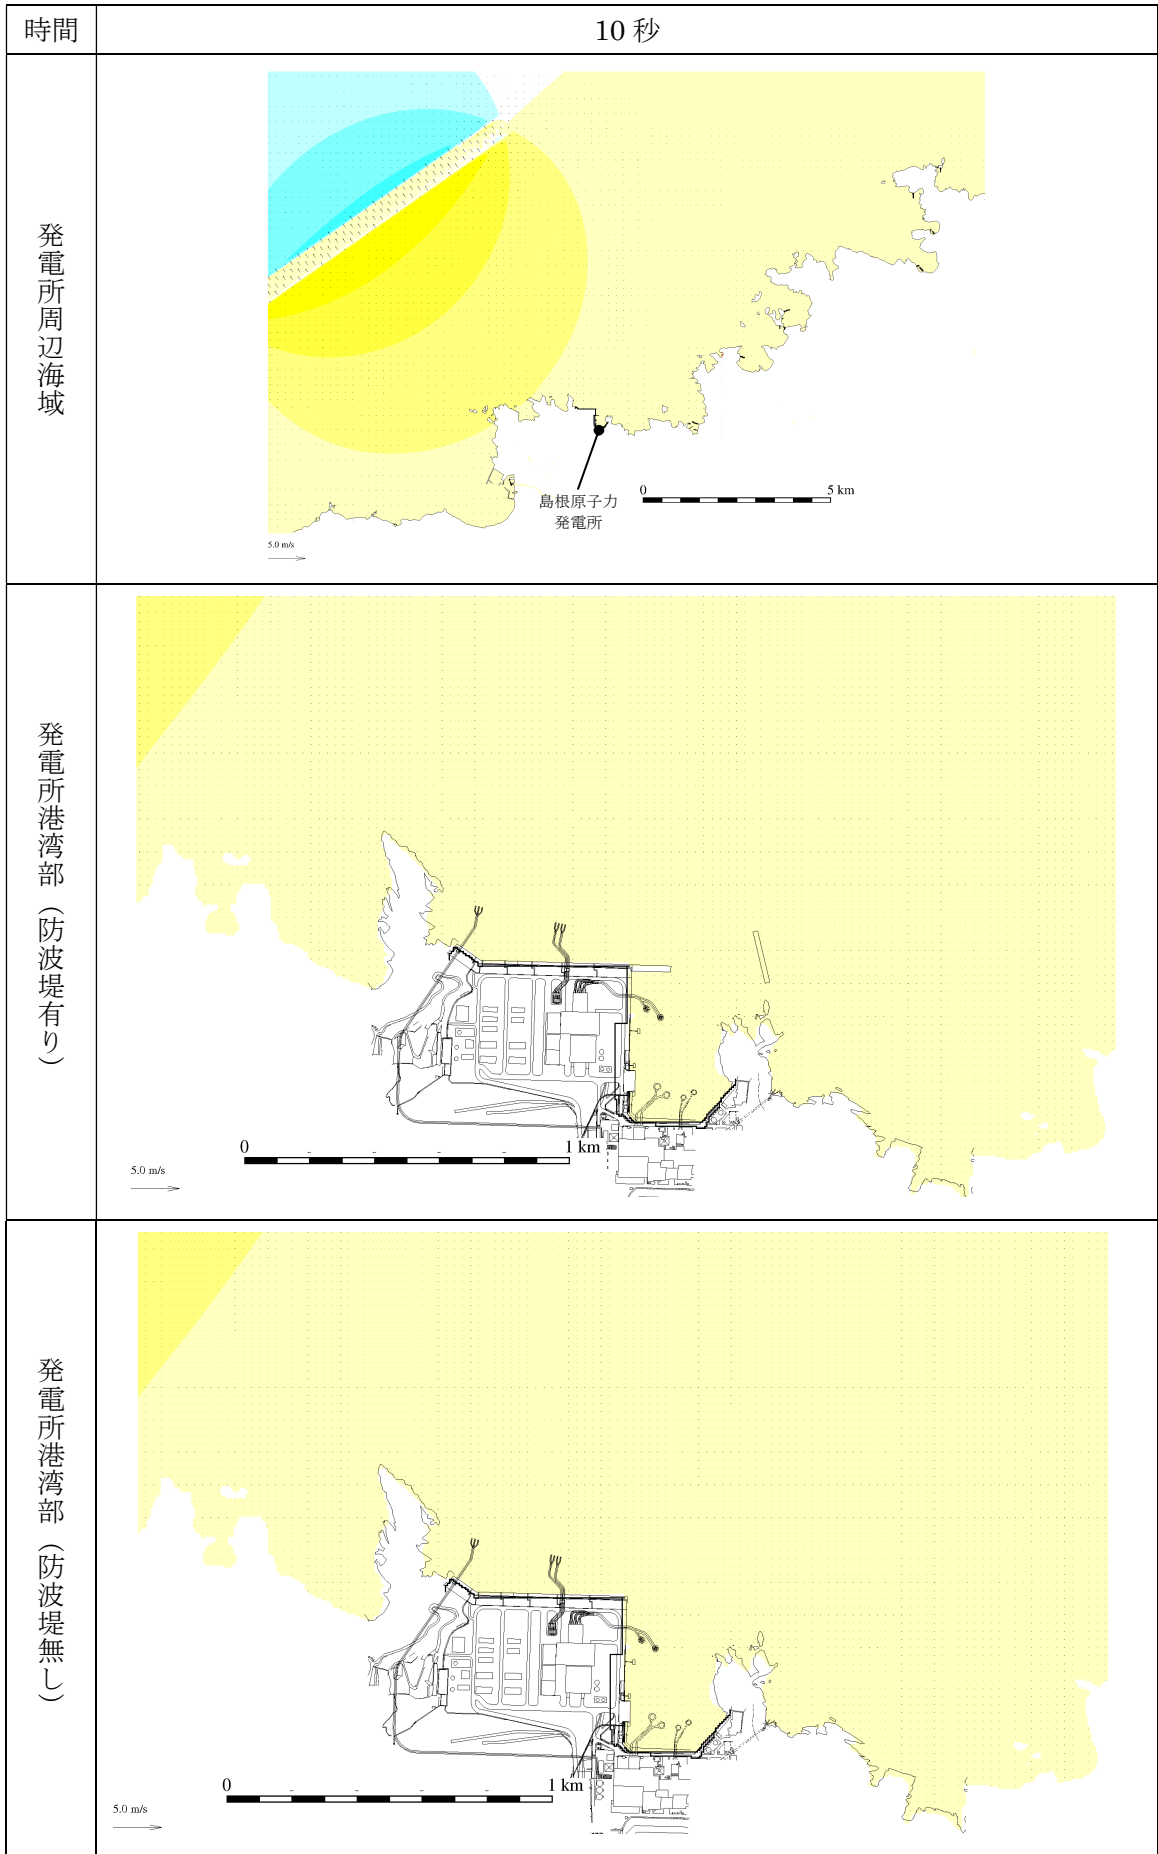 時間
10 秒
発電所周辺海域
島根原子力
発電所
0
5 km
5.0 m/s
発電所港湾部（防波堤有り）
0
1 km
5.0 m/s
発電所港湾部（防波堤無し）
0
1 km
5.0 m/s